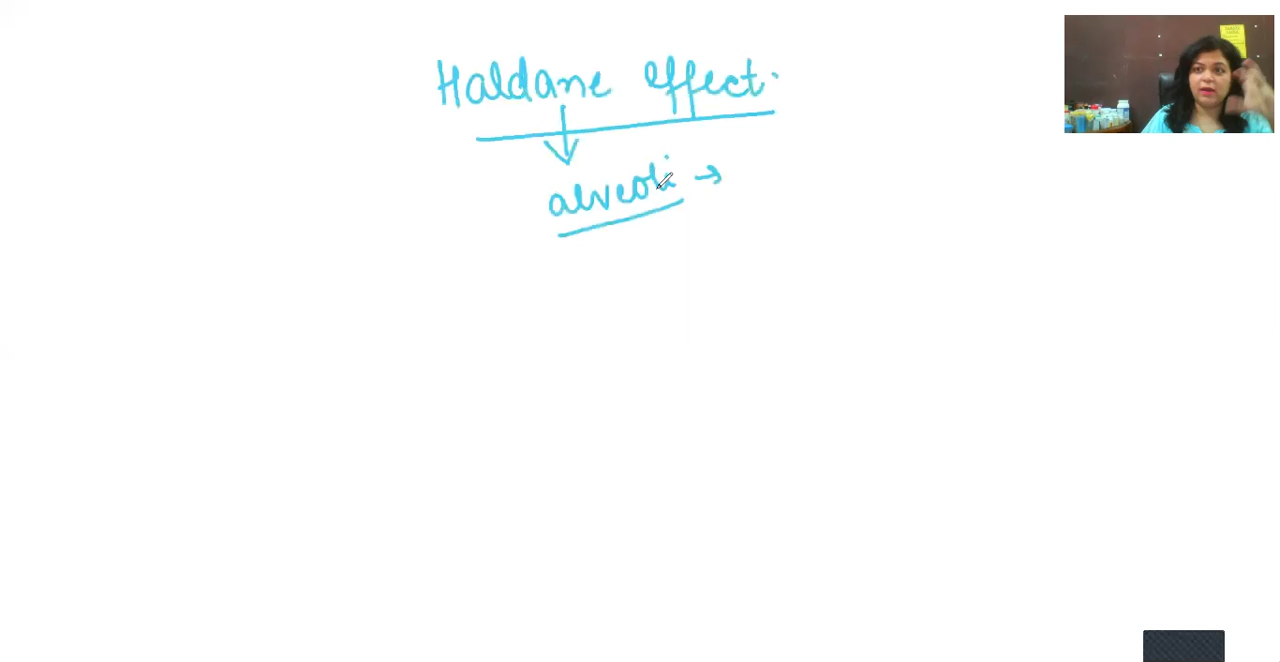 Haldane effect.
alveoli →